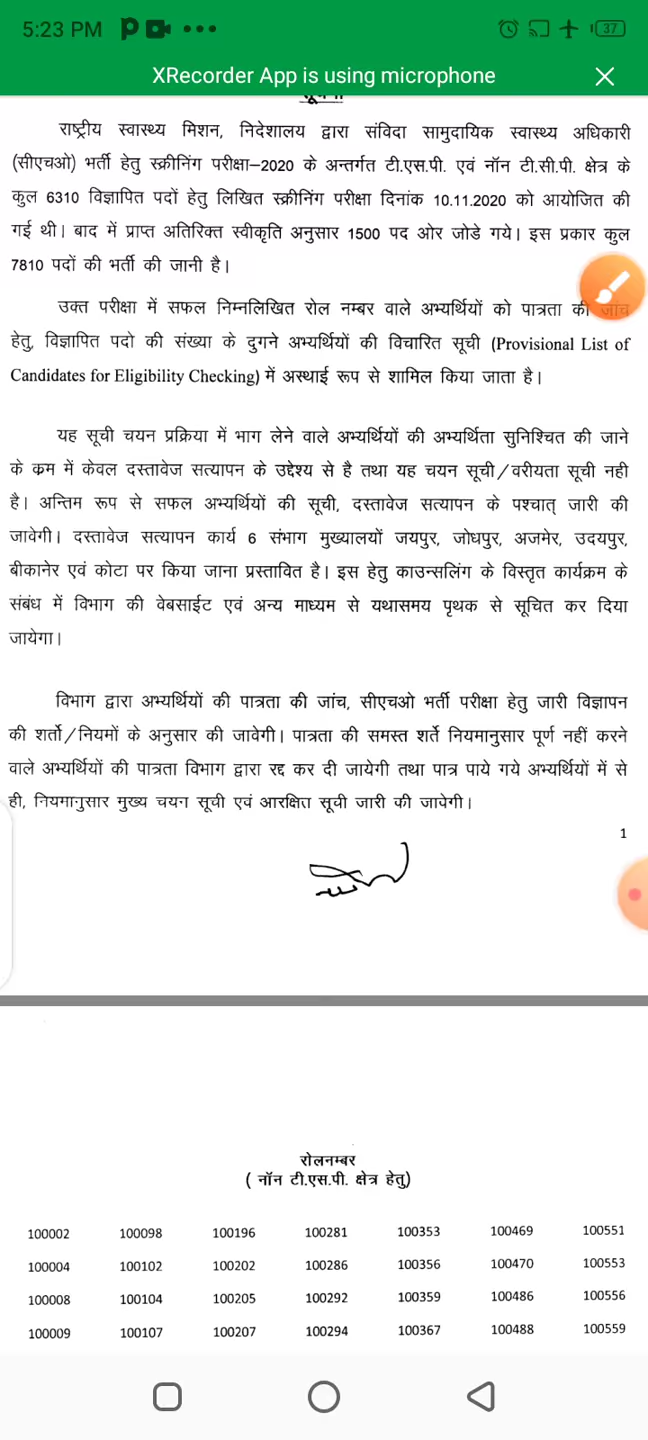 5:23 PM
37
XRecorder App is using microphone
सूचना
राष्ट्रीय स्वास्थ्य मिशन, निदेशालय द्वारा संविदा सामुदायिक स्वास्थ्य अधिकारी
(सीएचओ) भर्ती हेतु स्क्रीनिंग परीक्षा–2020 के अन्तर्गत टी.एस.पी. एवं नॉन टी.सी.पी. क्षेत्र के
कुल 6310 विज्ञापित पदों हेतु लिखित स्क्रीनिंग परीक्षा दिनांक 10.11.2020 को आयोजित की
गई थी। बाद में प्राप्त अतिरिक्त स्वीकृति अनुसार 1500 पद ओर जोडे गये। इस प्रकार कुल
7810 पदों की भर्ती की जानी है।
उक्त परीक्षा में सफल निम्नलिखित रोल नम्बर वाले अभ्यर्थियों को पात्रता की जांच
हेतु, विज्ञापित पदो की संख्या के दुगने अभ्यर्थियों की विचारित सूची (Provisional List of
Candidates for Eligibility Checking) में अस्थाई रूप से शामिल किया जाता है।
यह सूची चयन प्रक्रिया में भाग लेने वाले अभ्यर्थियों की अभ्यर्थिता सुनिश्चित की जाने
के क्रम में केवल दस्तावेज सत्यापन के उद्देश्य से है तथा यह चयन सूची/वरीयता सूची नही
है। अन्तिम रूप से सफल अभ्यर्थियों की सूची, दस्तावेज सत्यापन के पश्चात् जारी की
जावेगी। दस्तावेज सत्यापन कार्य 6 संभाग मुख्यालयों जयपुर, जोधपुर, अजमेर, उदयपुर,
बीकानेर एवं कोटा पर किया जाना प्रस्तावित है। इस हेतु काउन्सलिंग के विस्तृत कार्यक्रम के
संबंध में विभाग की वेबसाईट एवं अन्य माध्यम से यथासमय पृथक से सूचित कर दिया
जायेगा।
विभाग द्वारा अभ्यर्थियों की पात्रता की जांच, सीएचओ भर्ती परीक्षा हेतु जारी विज्ञापन
की शर्तो/नियमों के अनुसार की जावेगी। पात्रता की समस्त शर्ते नियमानुसार पूर्ण नहीं करने
वाले अभ्यर्थियों की पात्रता विभाग द्वारा रद्द कर दी जायेगी तथा पात्र पाये गये अभ्यर्थियों में से
ही, नियमानुसार मुख्य चयन सूची एवं आरक्षित सूची जारी की जावेगी।
1
रोलनम्बर
( नॉन टी.एस.पी. क्षेत्र हेतु)
100002 100098 100196 100281 100353 100469 100551
100004 100102 100202 100286 100356 100470 100553
100008 100104 100205 100292 100359 100486 100556
100009 100107 100207 100294 100367 100488 100559